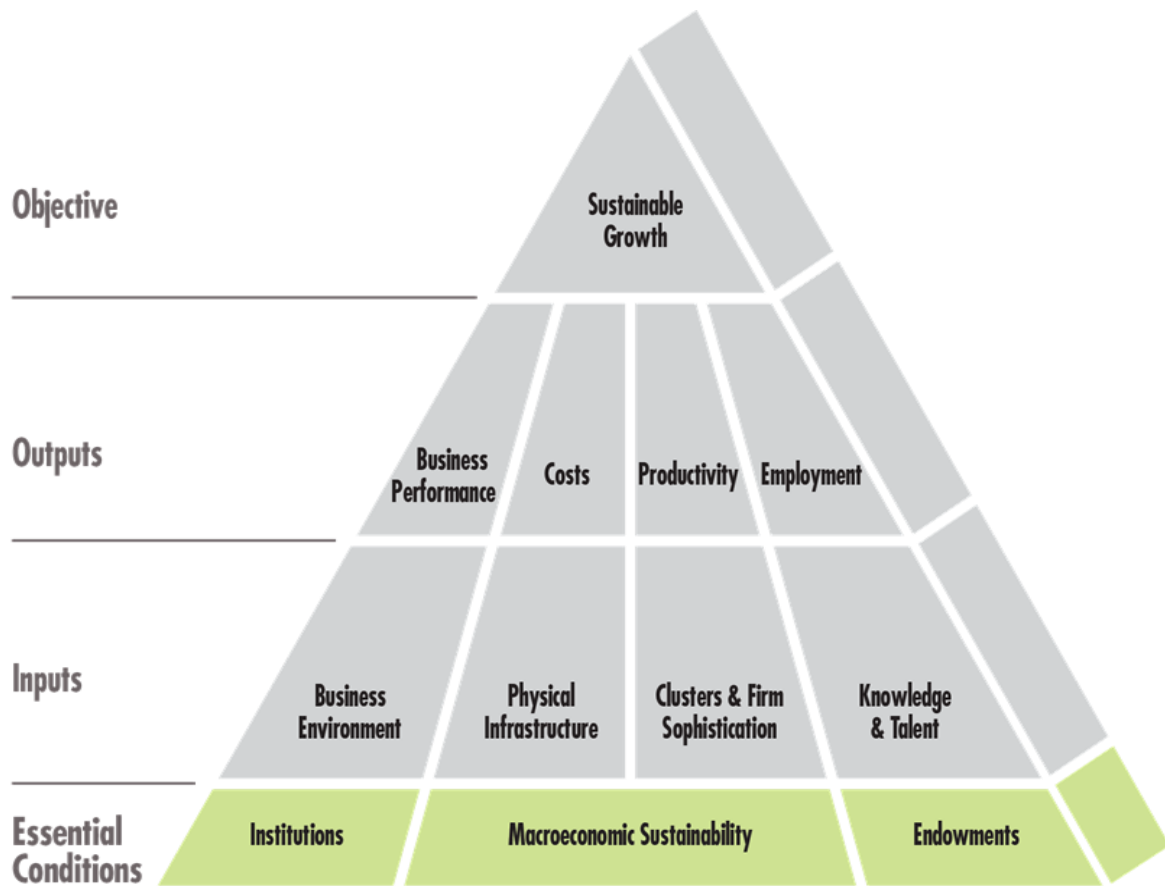 Objective
Sustainable
Growth
Outputs
Business
Performance
Costs
Productivity
Employment
Inputs
Business
Environment
Physical
Infrastructure
Clusters & Firm
Sophistication
Knowledge
& Talent
Essential
Conditions
Institutions
Macroeconomic Sustainability
Endowments